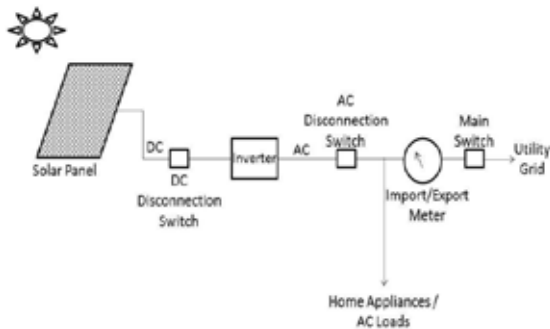 Solar Panel
DC
DC
Disconnection
Switch
Inverter
AC
AC
Disconnection
Switch
Import/Export
Meter
Main
Switch
Utility
Grid
Home Appliances /
AC Loads